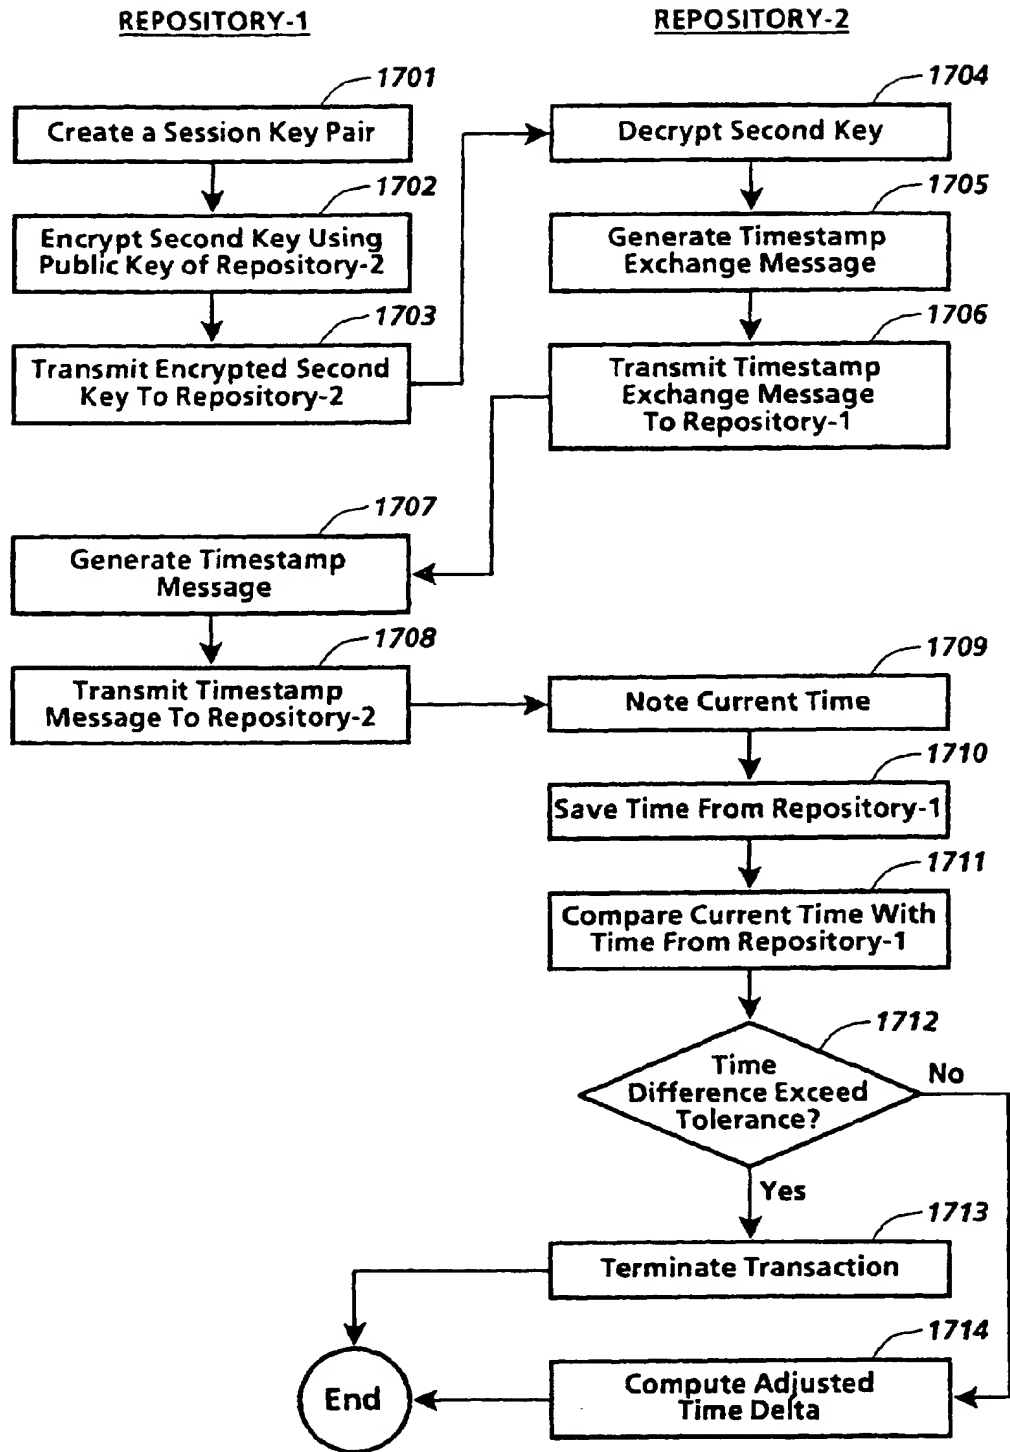 REPOSITORY-1
REPOSITORY-2
1701
Create a Session Key Pair
1702
Encrypt Second Key Using
Public Key of Repository-2
1703
Transmit Encrypted Second
Key To Repository-2
1704
Decrypt Second Key
1705
Generate Timestamp
Exchange Message
1706
Transmit Timestamp
Exchange Message
To Repository-1
1707
Generate Timestamp
Message
1708
Transmit Timestamp
Message To Repository-2
1709
Note Current Time
1710
Save Time From Repository-1
1711
Compare Current Time With
Time From Repository-1
1712
Time
Difference Exceed
Tolerance?
No
Yes
1713
Terminate Transaction
1714
Compute Adjusted
Time Delta
End